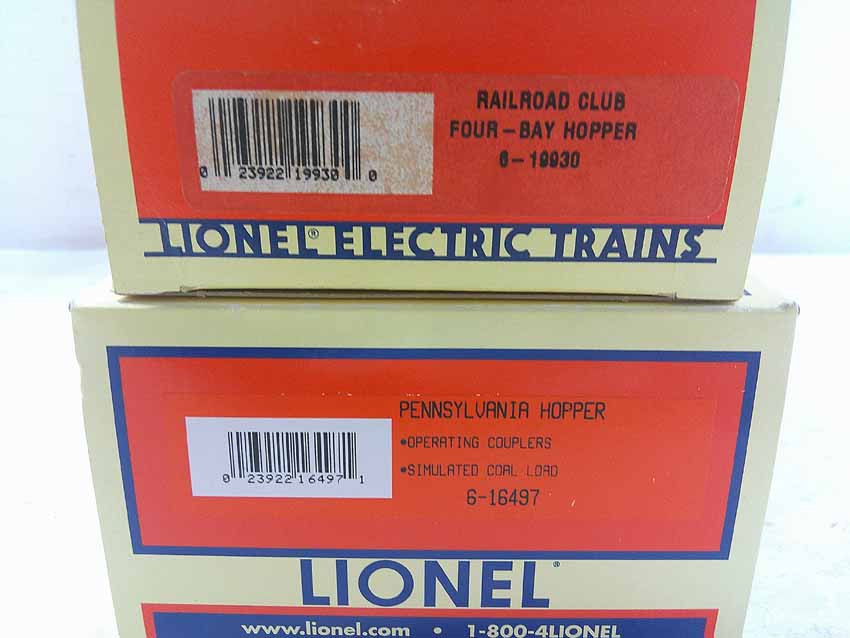 RAILROAD CLUB
FOUR-BAY HOPPER
6-19930
0 23922 19930 0
LIONEL® ELECTRIC TRAINS
PENNSYLVANIA HOPPER
•OPERATING COUPLERS
•SIMULATED COAL LOAD
6-16497
0 23922 16497 1
LIONEL®
www.lionel.com • 1-800-4LIONEL